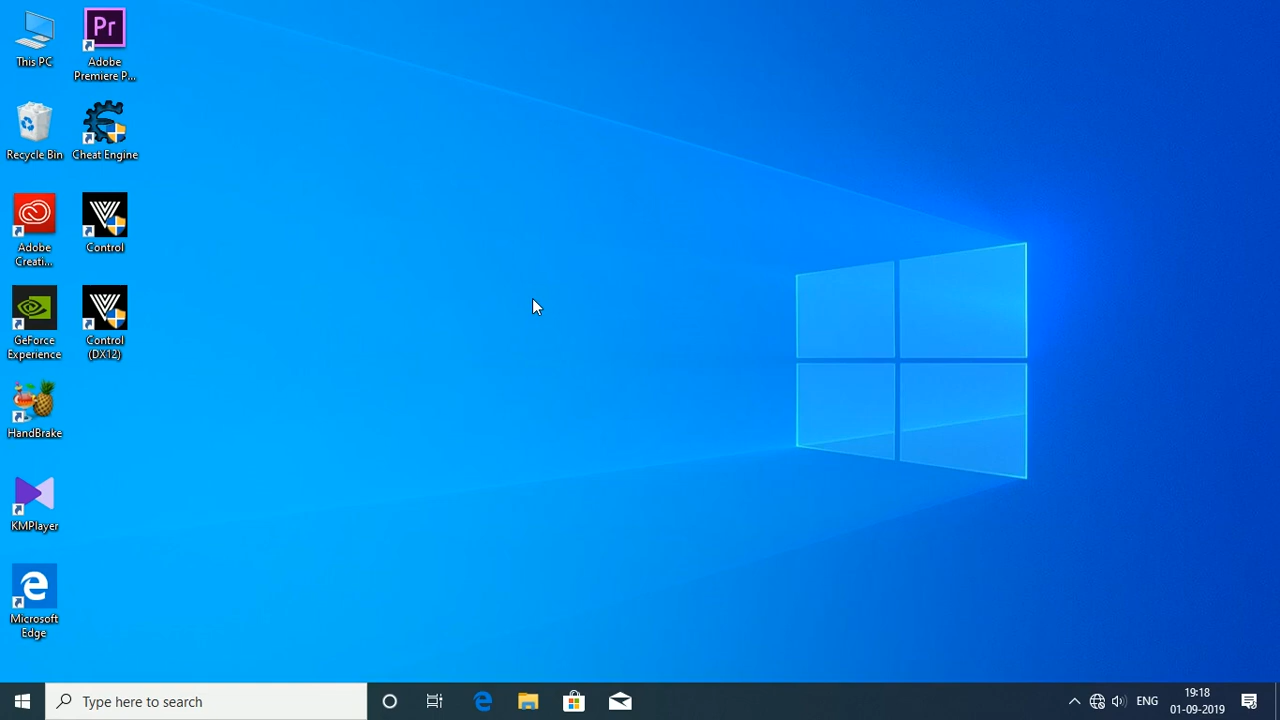 This PC
Recycle Bin
Adobe
Creati...
GeForce
Experience
HandBrake
KMPlayer
Microsoft
Edge
Pr
Adobe
Premiere P...
Cheat Engine
Control
Control
(DX12)
Type here to search
ENG
19:18
01-09-2019